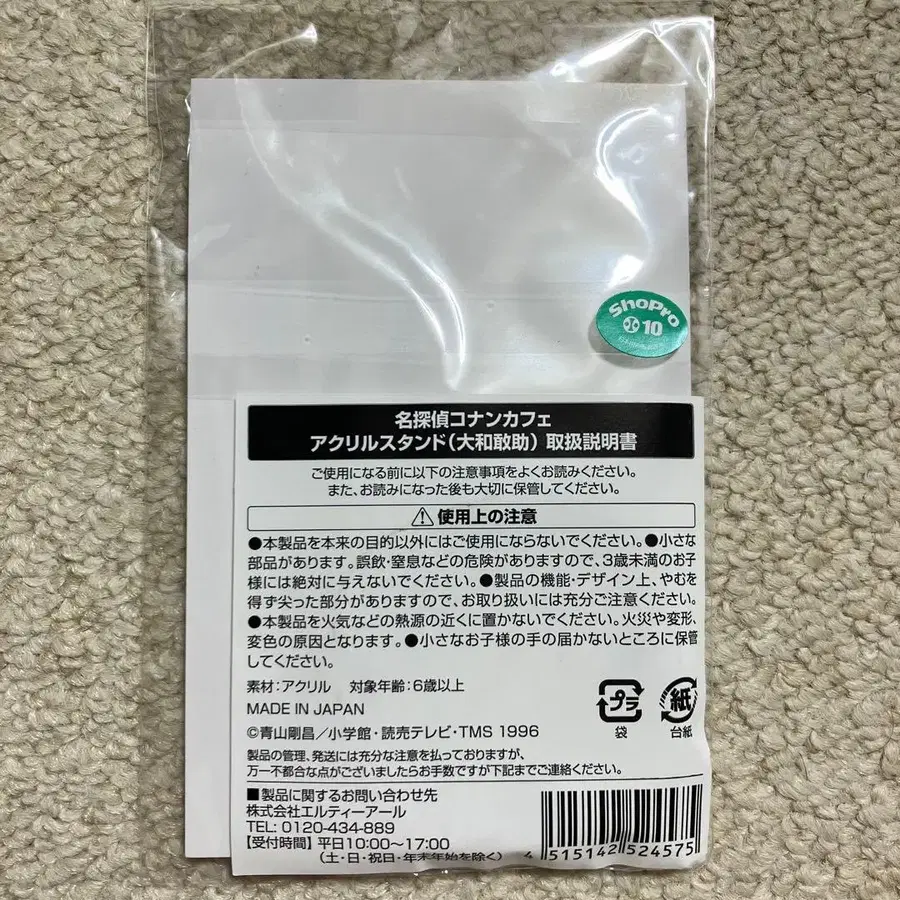 ShoPro
10
名探偵コナンカフェ
アクリルスタンド(大和敢助) 取扱説明書
ご使用になる前に以下の注意事項をよくお読みください。
また、お読みになった後も大切に保管してください。
使用上の注意
●本製品を本来の目的以外にはご使用にならないでください。●小さな
部品があります。誤飲・窒息などの危険がありますので、3歳未満のお子
様には絶対に与えないでください。●製品の機能・デザイン上、やむを
得ず尖った部分がありますので、お取り扱いには充分ご注意ください。
●本製品を火気などの熱源の近くに置かないでください。火災や変形、
変色の原因となります。●小さなお子様の手の届かないところに保管
してください。
素材:アクリル 対象年齢:6歳以上
MADE IN JAPAN
プラ
袋
紙
台紙
©青山剛昌/小学館・読売テレビ・TMS 1996
製品の管理、発送には充分な注意を払っておりますが、
万一不都合な点がございましたらお手数ですが下記までご連絡ください。
■製品に関するお問い合わせ先
株式会社エルティーアール
TEL: 0120-434-889
【受付時間】平日10:00〜17:00
(土・日・祝日・年末年始を除く)
4 515142 524575